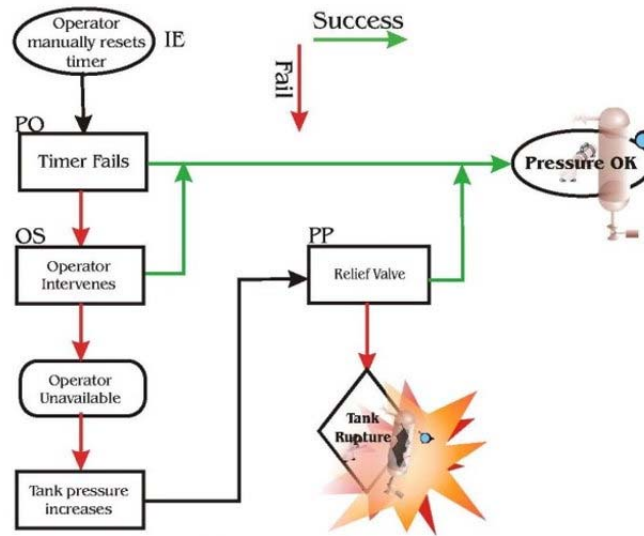 Operator
manually resets
timer
IE
Success
Fail
PO
Timer Fails
Pressure OK
OS
Operator
Intervenes
PP
Relief Valve
Operator
Unavailable
Tank
Rupture
Tank pressure
increases